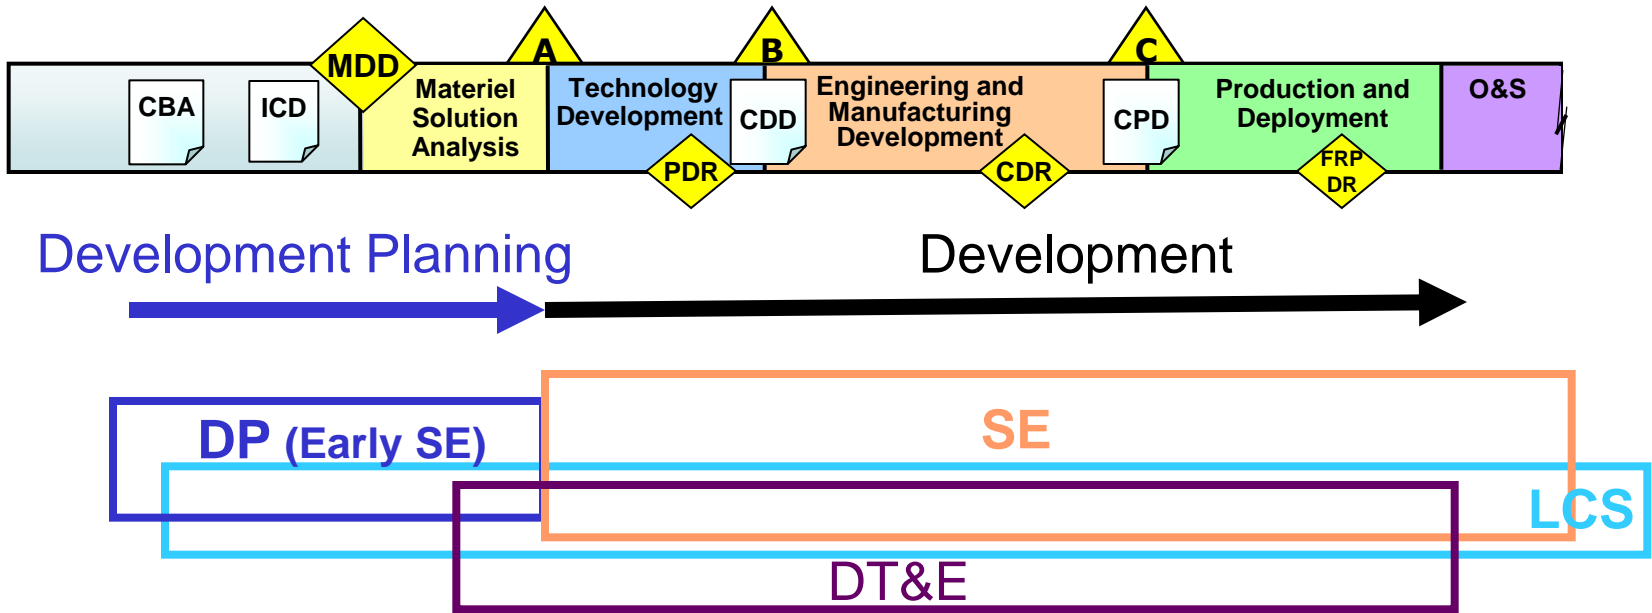 A
B
C
MDD
CBA
ICD
Materiel
Solution
Analysis
Technology
Development
CDD
Engineering and
Manufacturing
Development
CPD
Production and
Deployment
O&S
PDR
CDR
FRP
DR
Development Planning
Development
DP (Early SE)
SE
LCS
DT&E